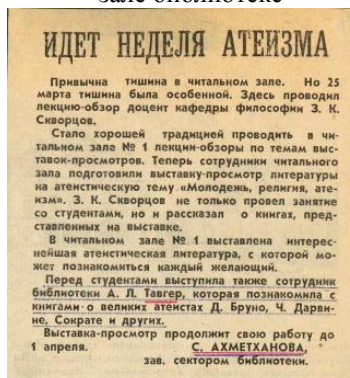 зале библиотеке
ИДЕТ НЕДЕЛЯ АТЕИЗМА
Привычна тишина в читальном зале. Но 25
марта тишина была особенной. Здесь проводил
лекцию-обзор доцент кафедры философии З. К.
Скворцов.
Стало хорошей традицией проводить в чи-
тальном зале № 1 лекции-обзоры по темам выс-
тавок-просмотров. Теперь сотрудники читального
зала подготовили выставку-просмотр литературы
на атеистическую тему «Молодежь, религия, ате-
изм». З. К. Скворцов не только провел занятие
со студентами, но и рассказал о книгах, пред-
ставленных на выставке.
В читальном зале № 1 выставлена интерес-
нейшая атеистическая литература, с которой мо-
жет познакомиться каждый желающий.
Перед студентами выступила также сотрудник
библиотеки А. Л. Тавгер, которая познакомила с
книгами о великих атеистах Д. Бруно, Ч. Дарви-
не, Сократе и других.
Выставка-просмотр продолжит свою работу до
1 апреля. С. АХМЕТХАНОВА,
зав. сектором библиотеки.